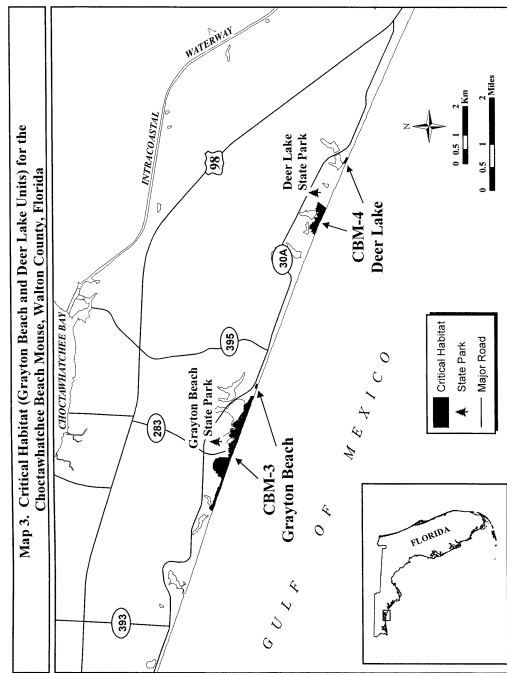 Map 3. Critical Habitat (Grayton Beach and Deer Lake Units) for the
Choctawhatchee Beach Mouse, Walton County, Florida
CHOCTAWHATCHEE BAY
INTRACOASTAL
WATERWAY
98
283
393
395
30A
Grayton Beach
State Park
CBM-3
Grayton Beach
Deer Lake
State Park
CBM-4
Deer Lake
GULF OF MEXICO
FLORIDA
Critical Habitat
State Park
Major Road
N
0 0.5 1 2
Km
0 0.5 1 2
Miles